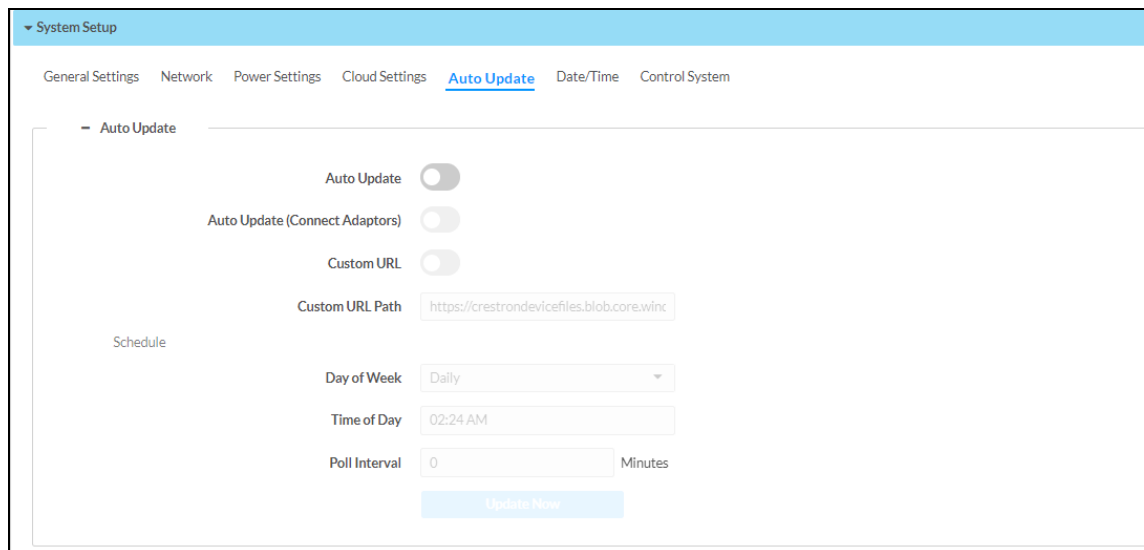 System Setup
General Settings Network Power Settings Cloud Settings Auto Update Date/Time Control System
Auto Update
Auto Update
Auto Update (Connect Adaptors)
Custom URL
Custom URL Path https://crestrondevicefiles.blob.core.winc
Schedule
Day of Week Daily
Time of Day 02:24 AM
Poll Interval 0 Minutes
Update Now